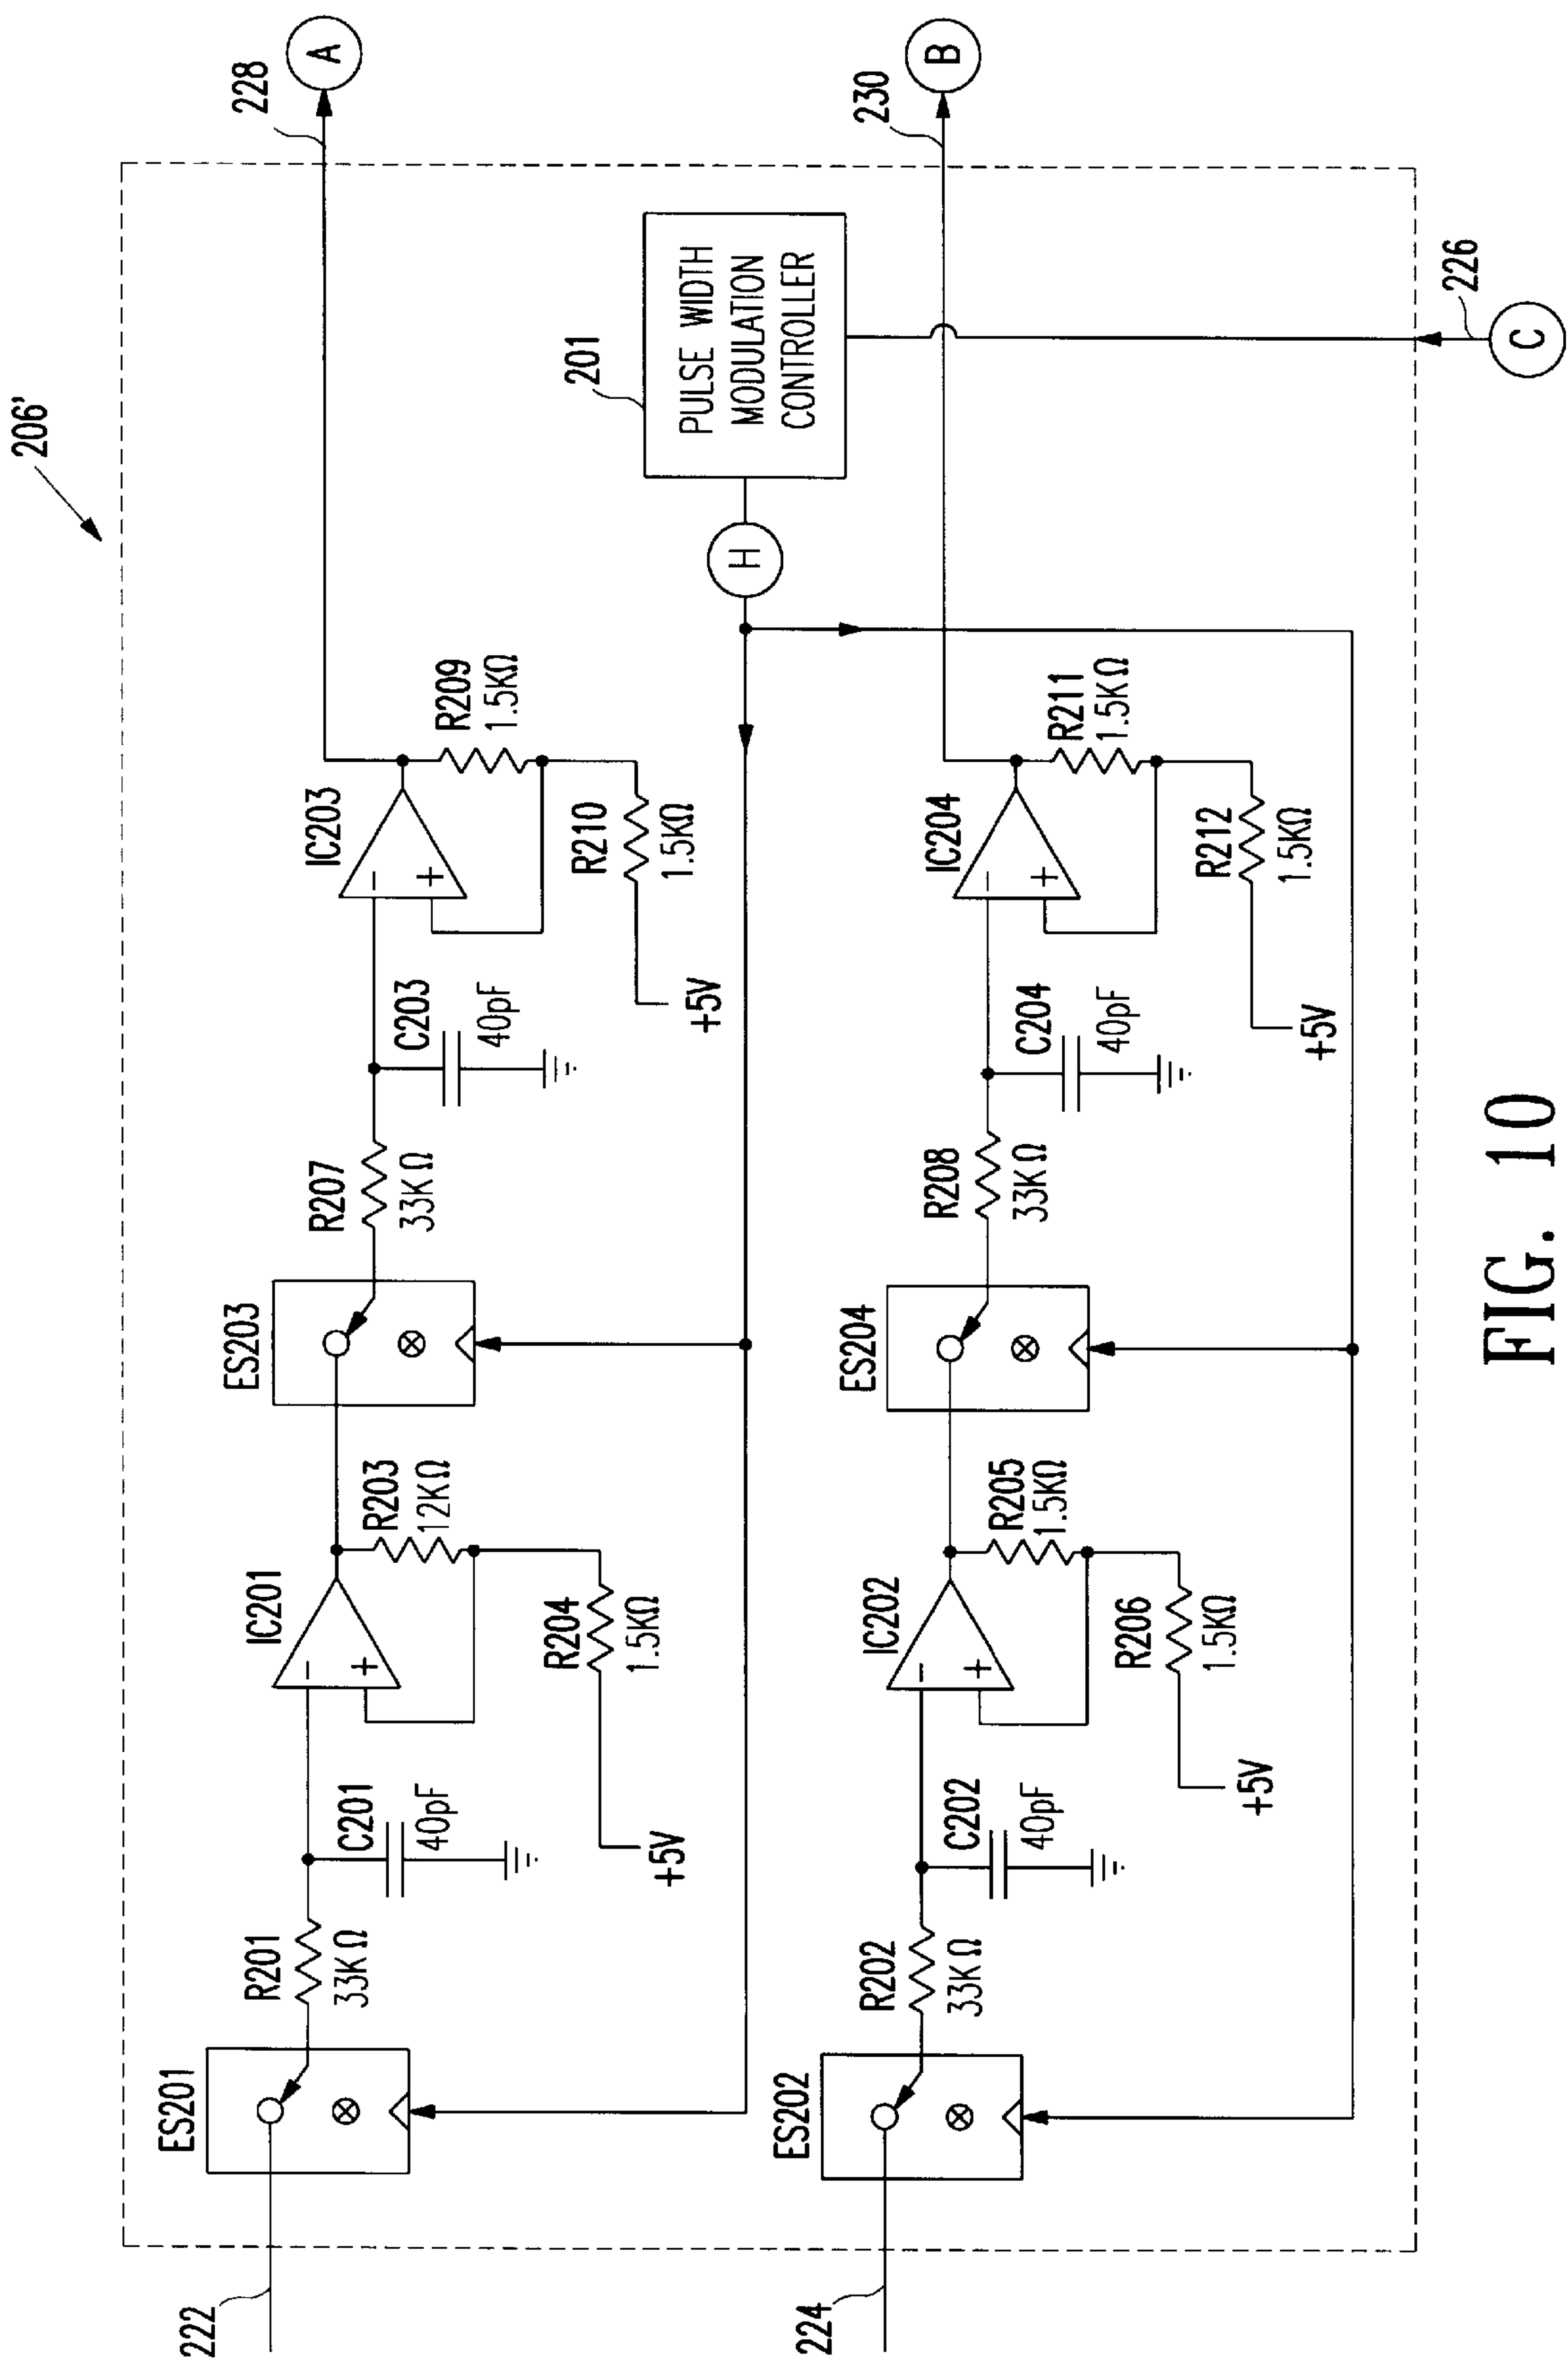 206'
228
A
IC203
R209
1.5KΩ
R207
33KΩ
C203
40pF
R210
1.5KΩ
+5V
ES203
IC201
R203
12KΩ
R204
1.5KΩ
+5V
C201
40pF
R201
33KΩ
ES201
222
201
PULSE WIDTH
MODULATION
CONTROLLER
H
230
B
IC204
R211
1.5KΩ
R208
33KΩ
C204
40pF
R212
1.5KΩ
+5V
ES204
IC202
R205
1.5KΩ
R206
1.5KΩ
+5V
C202
40pF
R202
33KΩ
ES202
224
226
C
− +
− +
− +
− +
FIG. 10